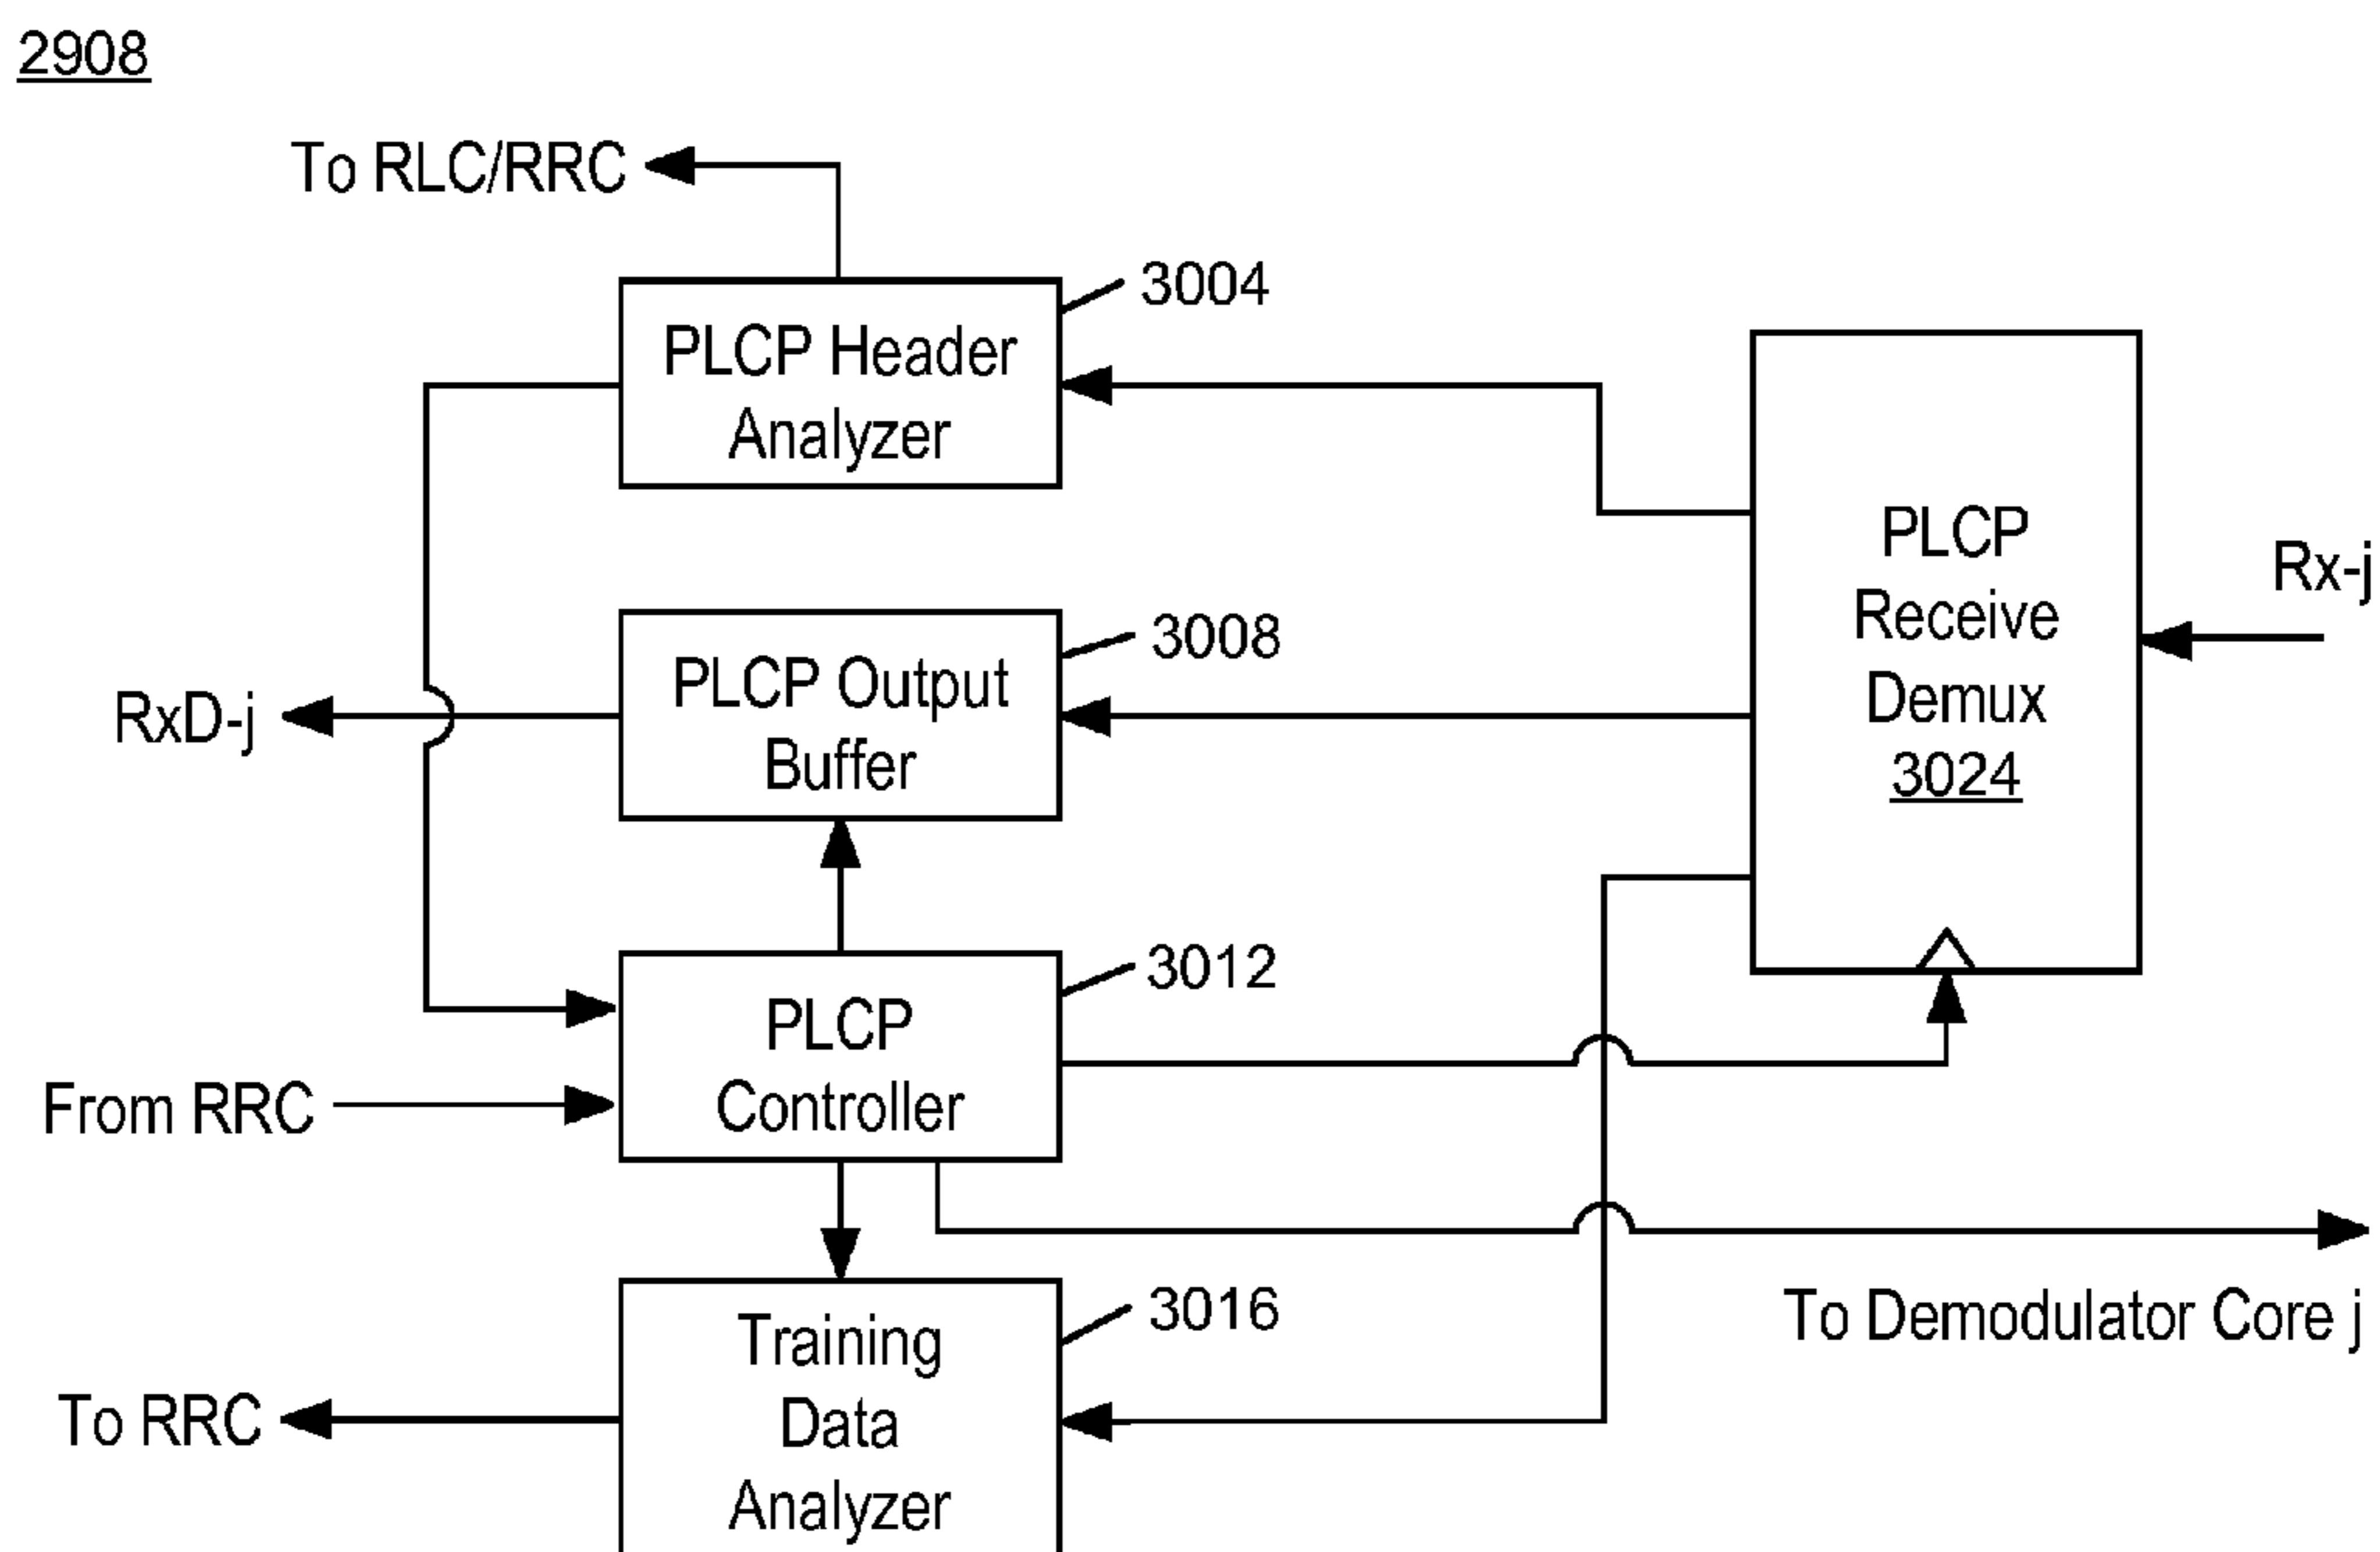 2908
To RLC/RRC
3004
PLCP Header
Analyzer
PLCP
Receive
Demux
3024
Rx-j
3008
PLCP Output
Buffer
RxD-j
3012
PLCP
Controller
From RRC
To Demodulator Core j
3016
Training
Data
Analyzer
To RRC